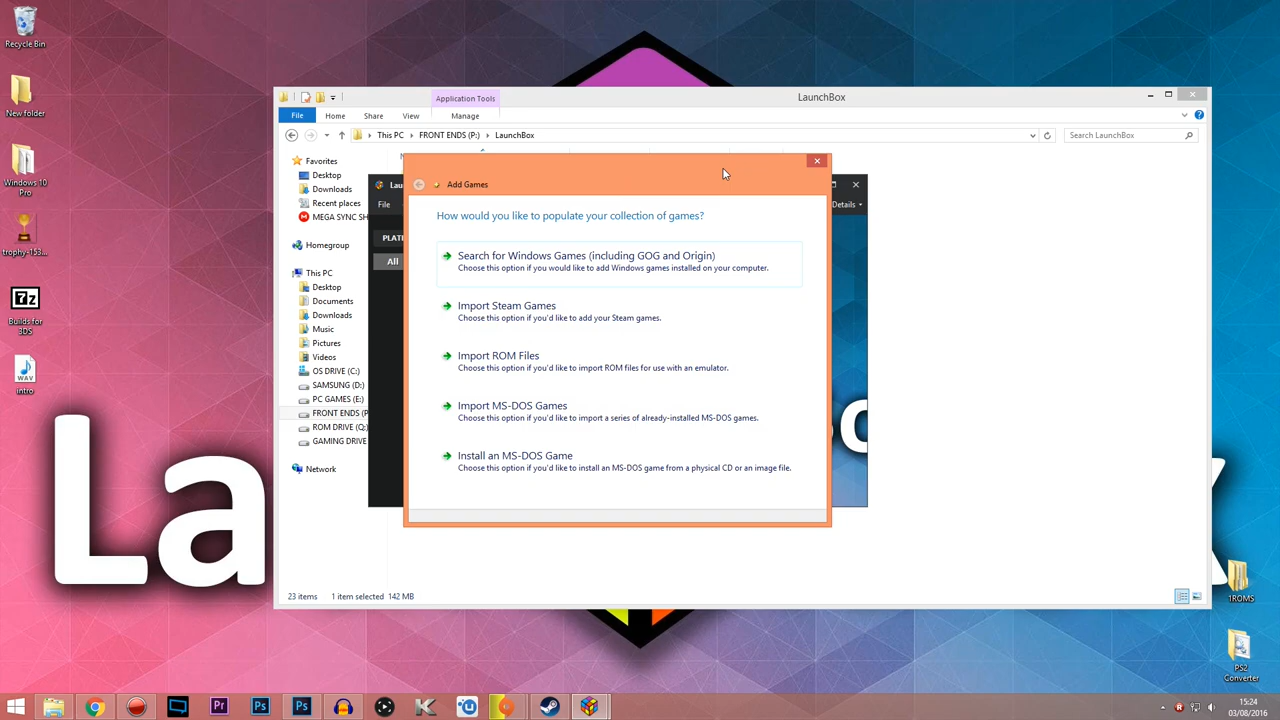 Recycle Bin
New folder
Windows 10
Pro
trophy-153...
7z
Builds for
3DS
WAV
intro
La
Application Tools
LaunchBox
File
Home
Share
View
Manage
This PC
FRONT ENDS (P:)
LaunchBox
Search LaunchBox
Favorites
Desktop
Downloads
Recent places
MEGA SYNC SH
Homegroup
This PC
Desktop
Documents
Downloads
Music
Pictures
Videos
OS DRIVE (C:)
SAMSUNG (D:)
PC GAMES (E:)
FRONT ENDS (P
ROM DRIVE (Q:)
GAMING DRIVE
Network
File
Details
All
Add Games
How would you like to populate your collection of games?
Search for Windows Games (including GOG and Origin)
Choose this option if you would like to add Windows games installed on your computer.
Import Steam Games
Choose this option if you'd like to add your Steam games.
Import ROM Files
Choose this option if you'd like to import ROM files for use with an emulator.
Import MS-DOS Games
Choose this option if you'd like to import a series of already-installed MS-DOS games.
Install an MS-DOS Game
Choose this option if you'd like to install an MS-DOS game from a physical CD or an image file.
23 items
1 item selected
142 MB
1ROMS
PS2
Converter
Pr
Ps
Ps
K
15:24
03/08/2016